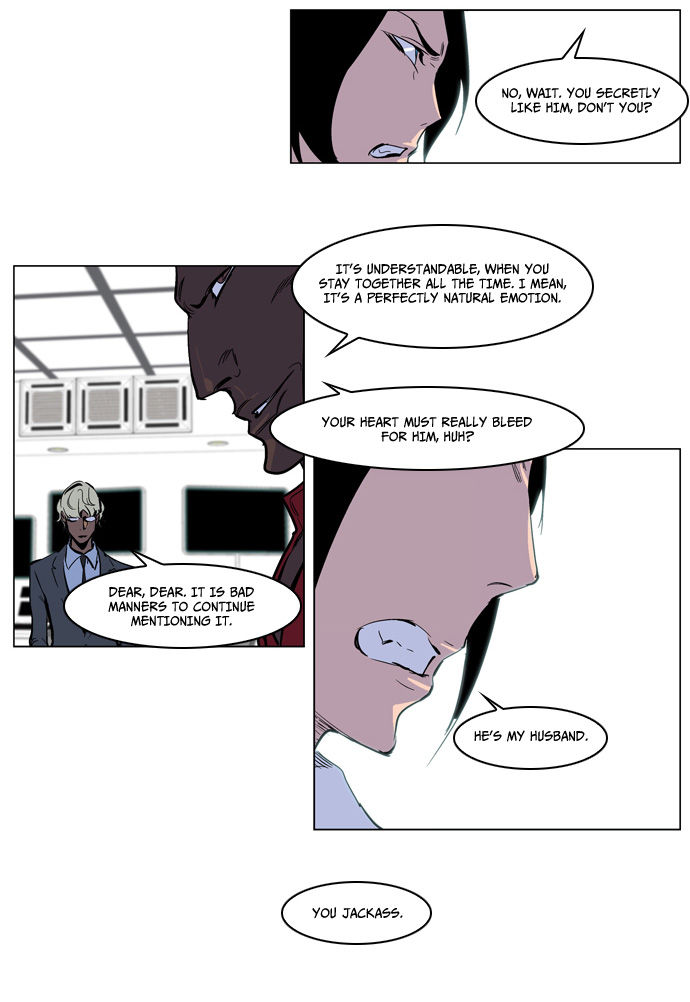 NO, WAIT. YOU SECRETLY
LIKE HIM, DON'T YOU?
IT'S UNDERSTANDABLE, WHEN YOU
STAY TOGETHER ALL THE TIME. I MEAN,
IT'S A PERFECTLY NATURAL EMOTION.
YOUR HEART MUST REALLY BLEED
FOR HIM, HUH?
DEAR, DEAR. IT IS BAD
MANNERS TO CONTINUE
MENTIONING IT.
HE'S MY HUSBAND.
YOU JACKASS.